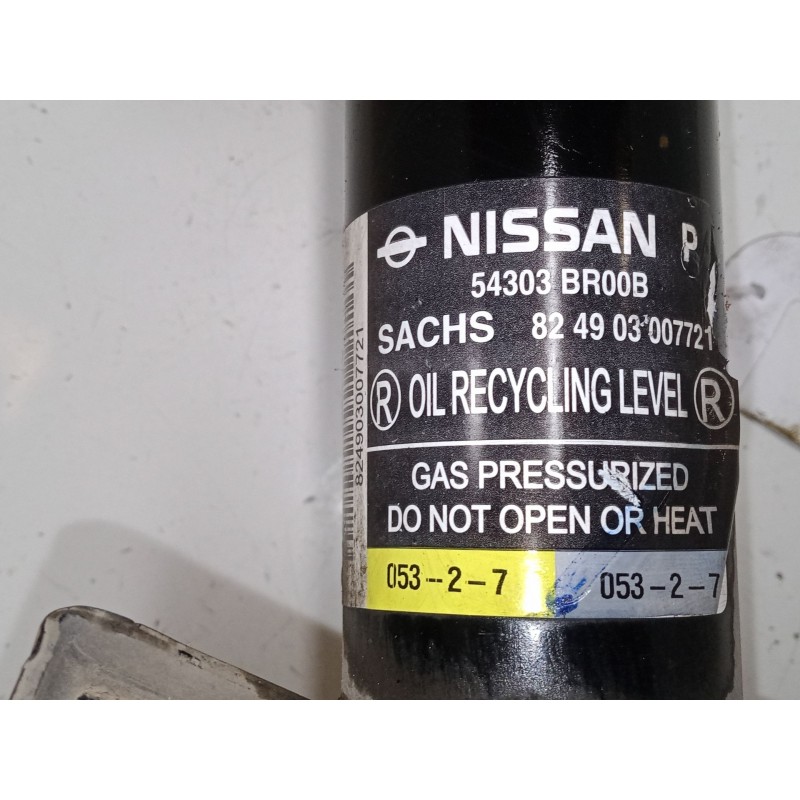 NISSAN P
54303 BR00B
SACHS 82 49 03 007721
R OIL RECYCLING LEVEL R
GAS PRESSURIZED
DO NOT OPEN OR HEAT
053-2-7 053-2-7
824903007721